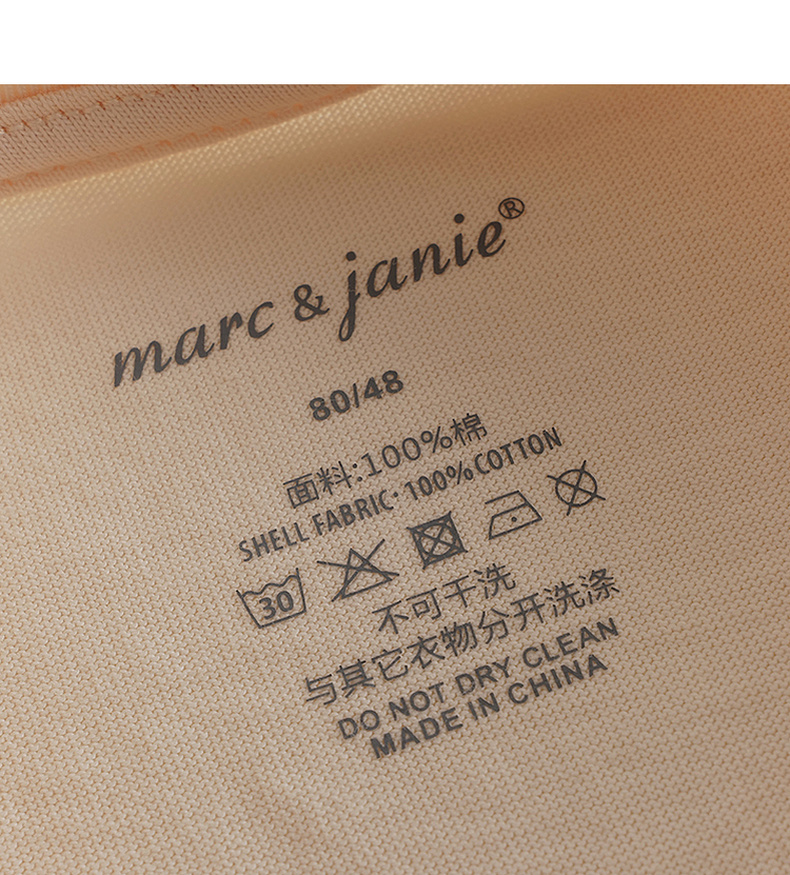 marc & janie®
80/48
面料:100%棉
SHELL FABRIC·100%COTTON
30
不可干洗
与其它衣物分开洗涤
DO NOT DRY CLEAN
MADE IN CHINA